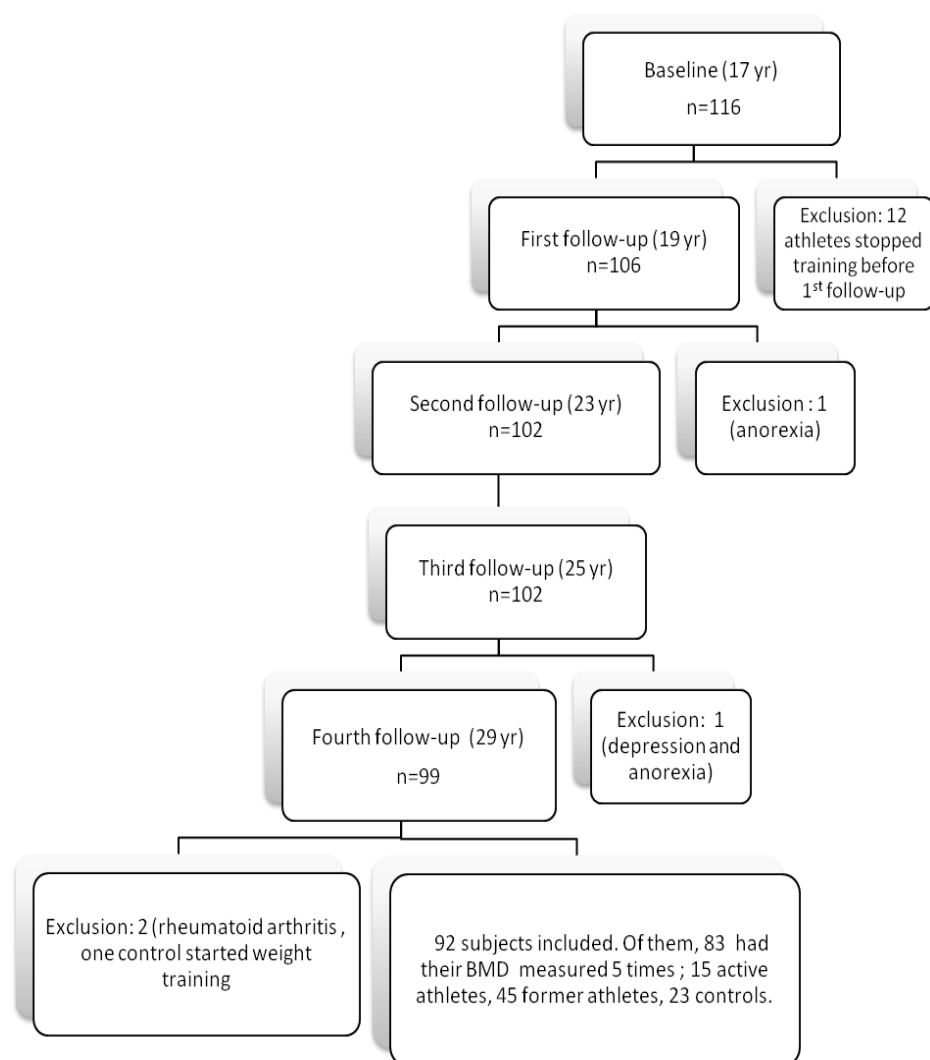 Baseline (17 yr)
n=116
First follow-up (19 yr)
n=106
Exclusion: 12
athletes stopped
training before
1st follow-up
Second follow-up (23 yr)
n=102
Exclusion : 1
(anorexia)
Third follow-up (25 yr)
n=102
Fourth follow-up (29 yr)
n=99
Exclusion: 1
(depression and
anorexia)
Exclusion: 2 (rheumatoid arthritis ,
one control started weight
training
92 subjects included. Of them, 83 had
their BMD measured 5 times ; 15 active
athletes, 45 former athletes, 23 controls.